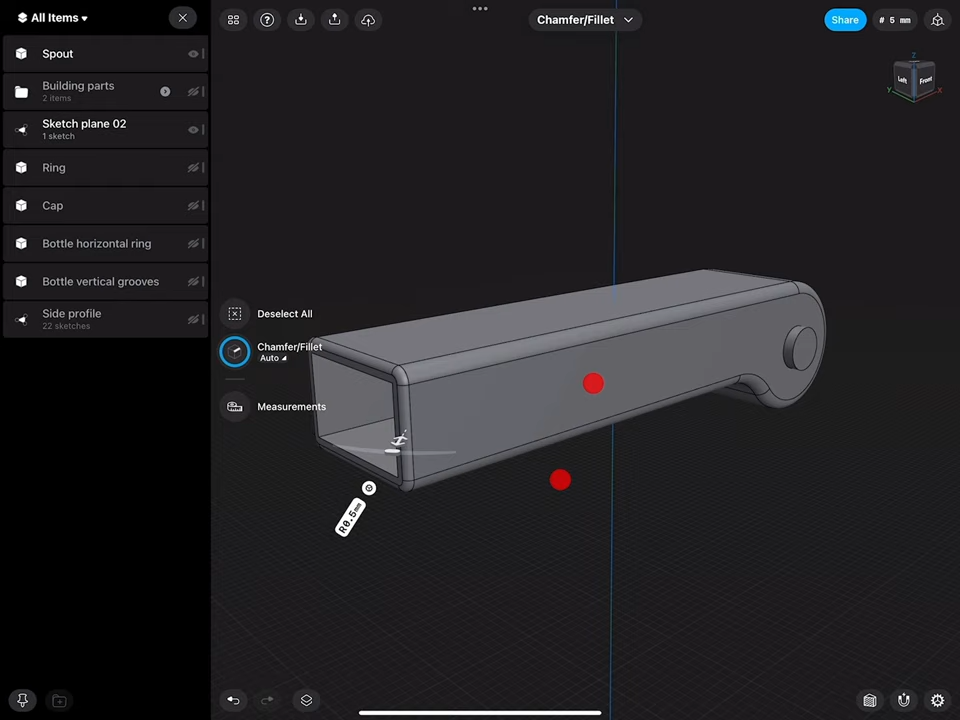 All Items
Chamfer/Fillet
Share
# 5 mm
Spout
Building parts
2 items
Sketch plane 02
1 sketch
Ring
Cap
Bottle horizontal ring
Bottle vertical grooves
Side profile
22 sketches
Z
Left
Front
Y
X
Deselect All
Chamfer/Fillet
Auto
Measurements
R0.5mm